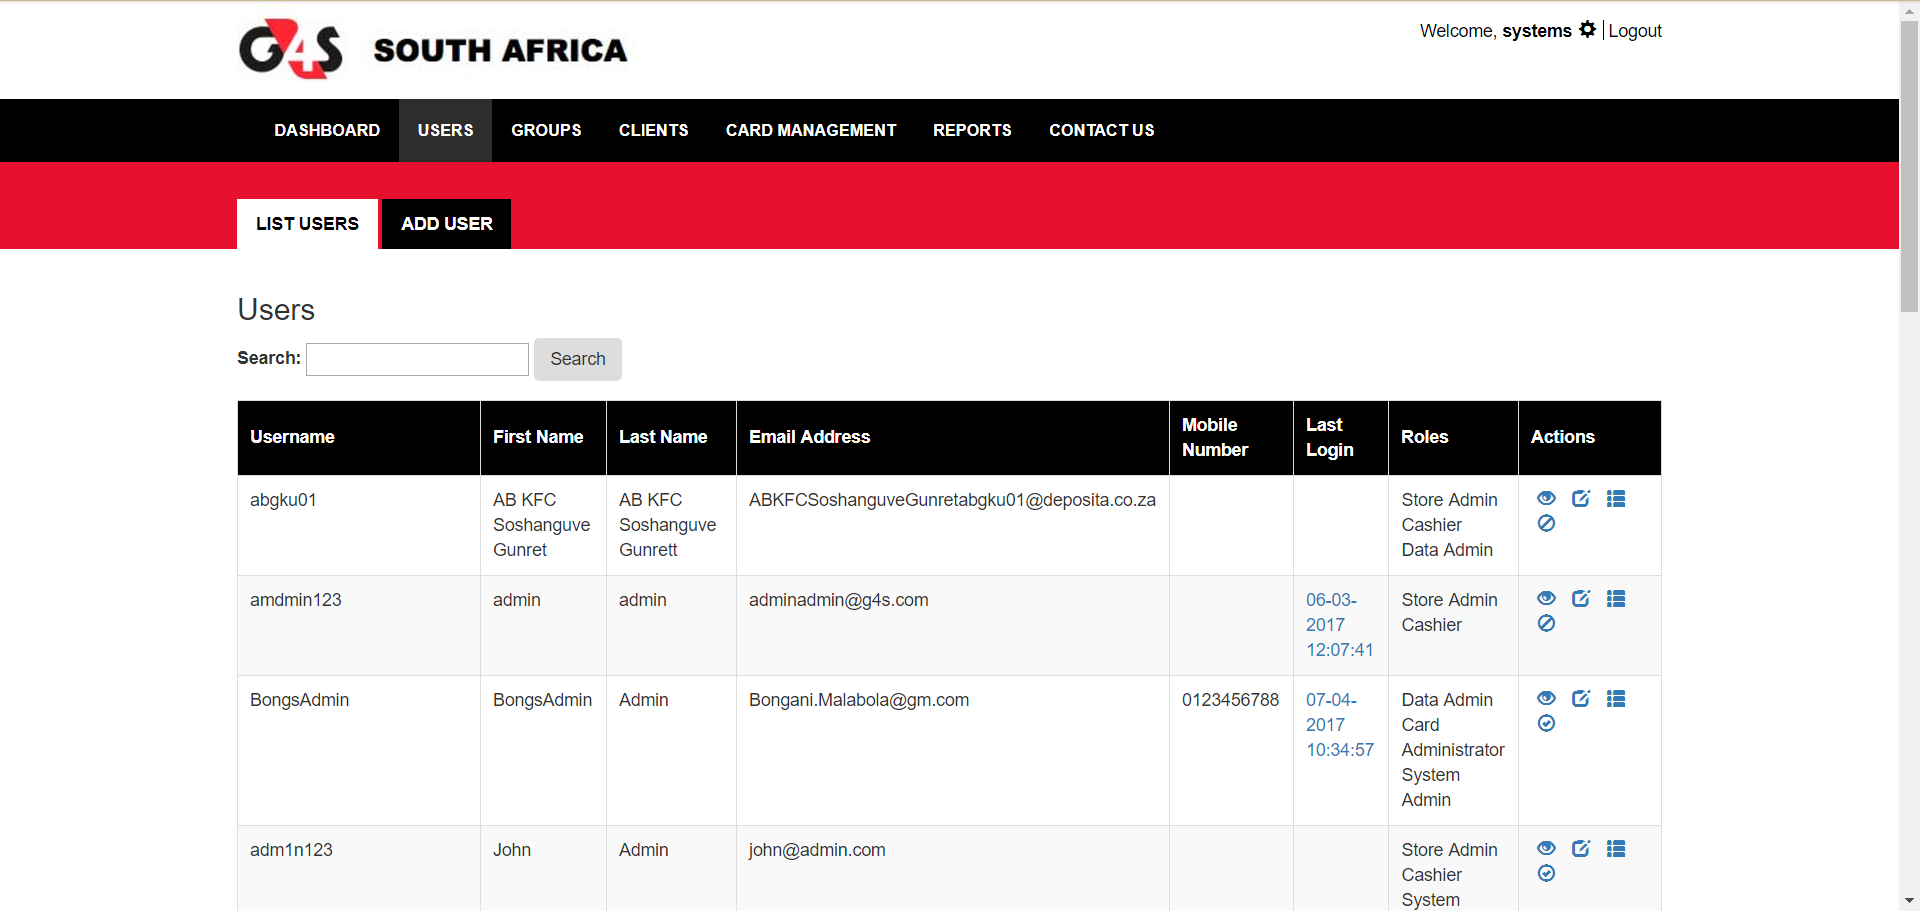 G4S SOUTH AFRICA
Welcome, systems | Logout
DASHBOARD USERS GROUPS CLIENTS CARD MANAGEMENT REPORTS CONTACT US
LIST USERS ADD USER
Users
Search: Search
Username First Name Last Name Email Address Mobile Number Last Login Roles Actions
abgku01
AB KFC
Soshanguve
Gunret
AB KFC
Soshanguve
Gunrett
ABKFCSoshanguveGunretabgku01@deposita.co.za
Store Admin
Cashier
Data Admin
amdmin123
admin
admin
adminadmin@g4s.com
06-03-
2017
12:07:41
Store Admin
Cashier
BongsAdmin
BongsAdmin
Admin
Bongani.Malabola@gm.com
0123456788
07-04-
2017
10:34:57
Data Admin
Card
Administrator
System
Admin
adm1n123
John
Admin
john@admin.com
Store Admin
Cashier
System